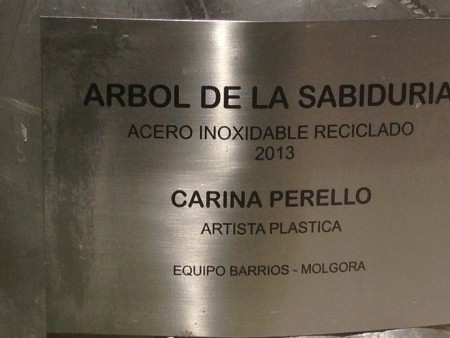 ARBOL DE LA SABIDURIA
ACERO INOXIDABLE RECICLADO
2013
CARINA PERELLO
ARTISTA PLASTICA
EQUIPO BARRIOS - MOLGORA